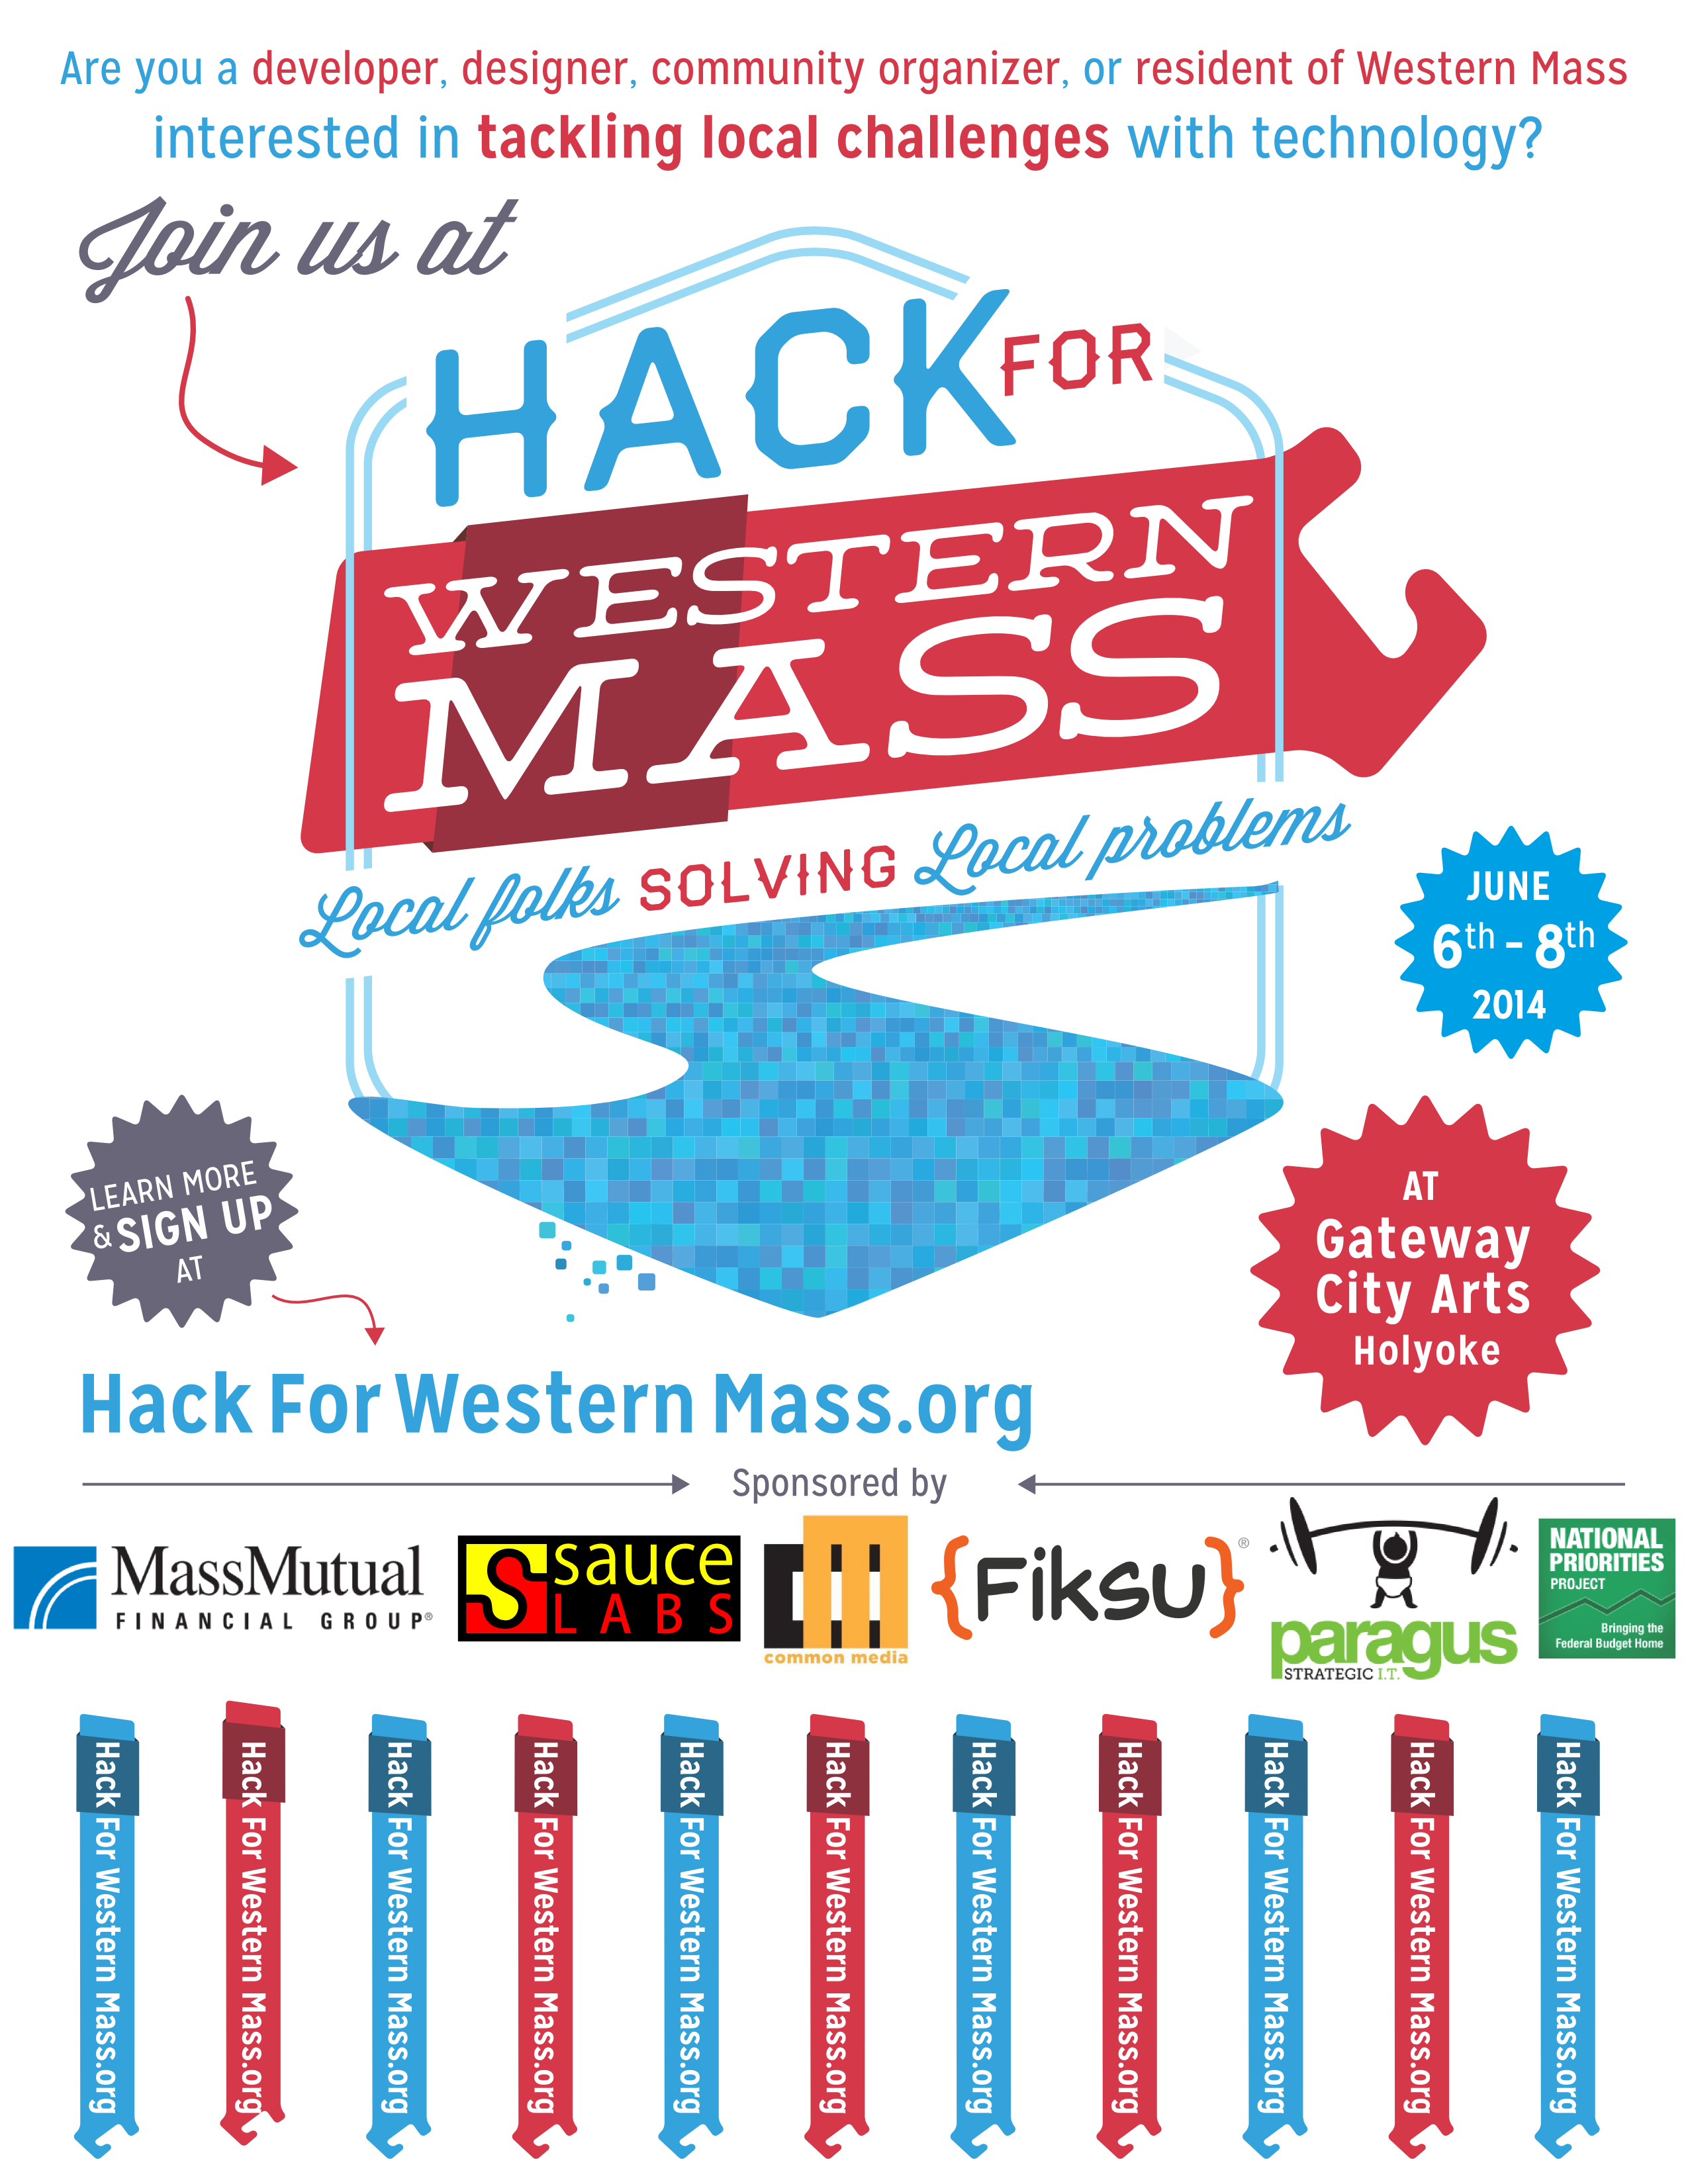 Are you a developer, designer, community organizer, or resident of Western Mass
interested in tackling local challenges with technology?
Join us at
HACK FOR
WESTERN
MASS
Local folks SOLVING Local problems
JUNE
6th - 8th
2014
LEARN MORE
& SIGN UP
AT
AT
Gateway
City Arts
Holyoke
Hack For Western Mass.org
Sponsored by
MassMutual
FINANCIAL GROUP®
sauce
LABS
common media
{Fiksu}®
paragus
STRATEGIC I.T.
NATIONAL
PRIORITIES
PROJECT
Bringing the
Federal Budget Home
Hack For Western Mass.org
Hack For Western Mass.org
Hack For Western Mass.org
Hack For Western Mass.org
Hack For Western Mass.org
Hack For Western Mass.org
Hack For Western Mass.org
Hack For Western Mass.org
Hack For Western Mass.org
Hack For Western Mass.org
Hack For Western Mass.org